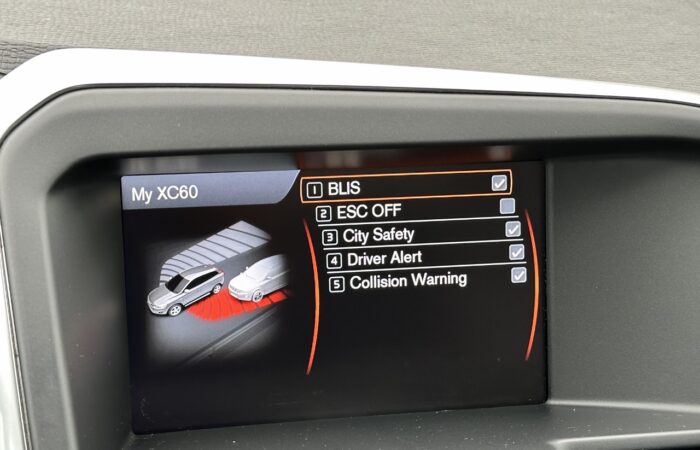 My XC60
1 BLIS
2 ESC OFF
3 City Safety
4 Driver Alert
5 Collision Warning